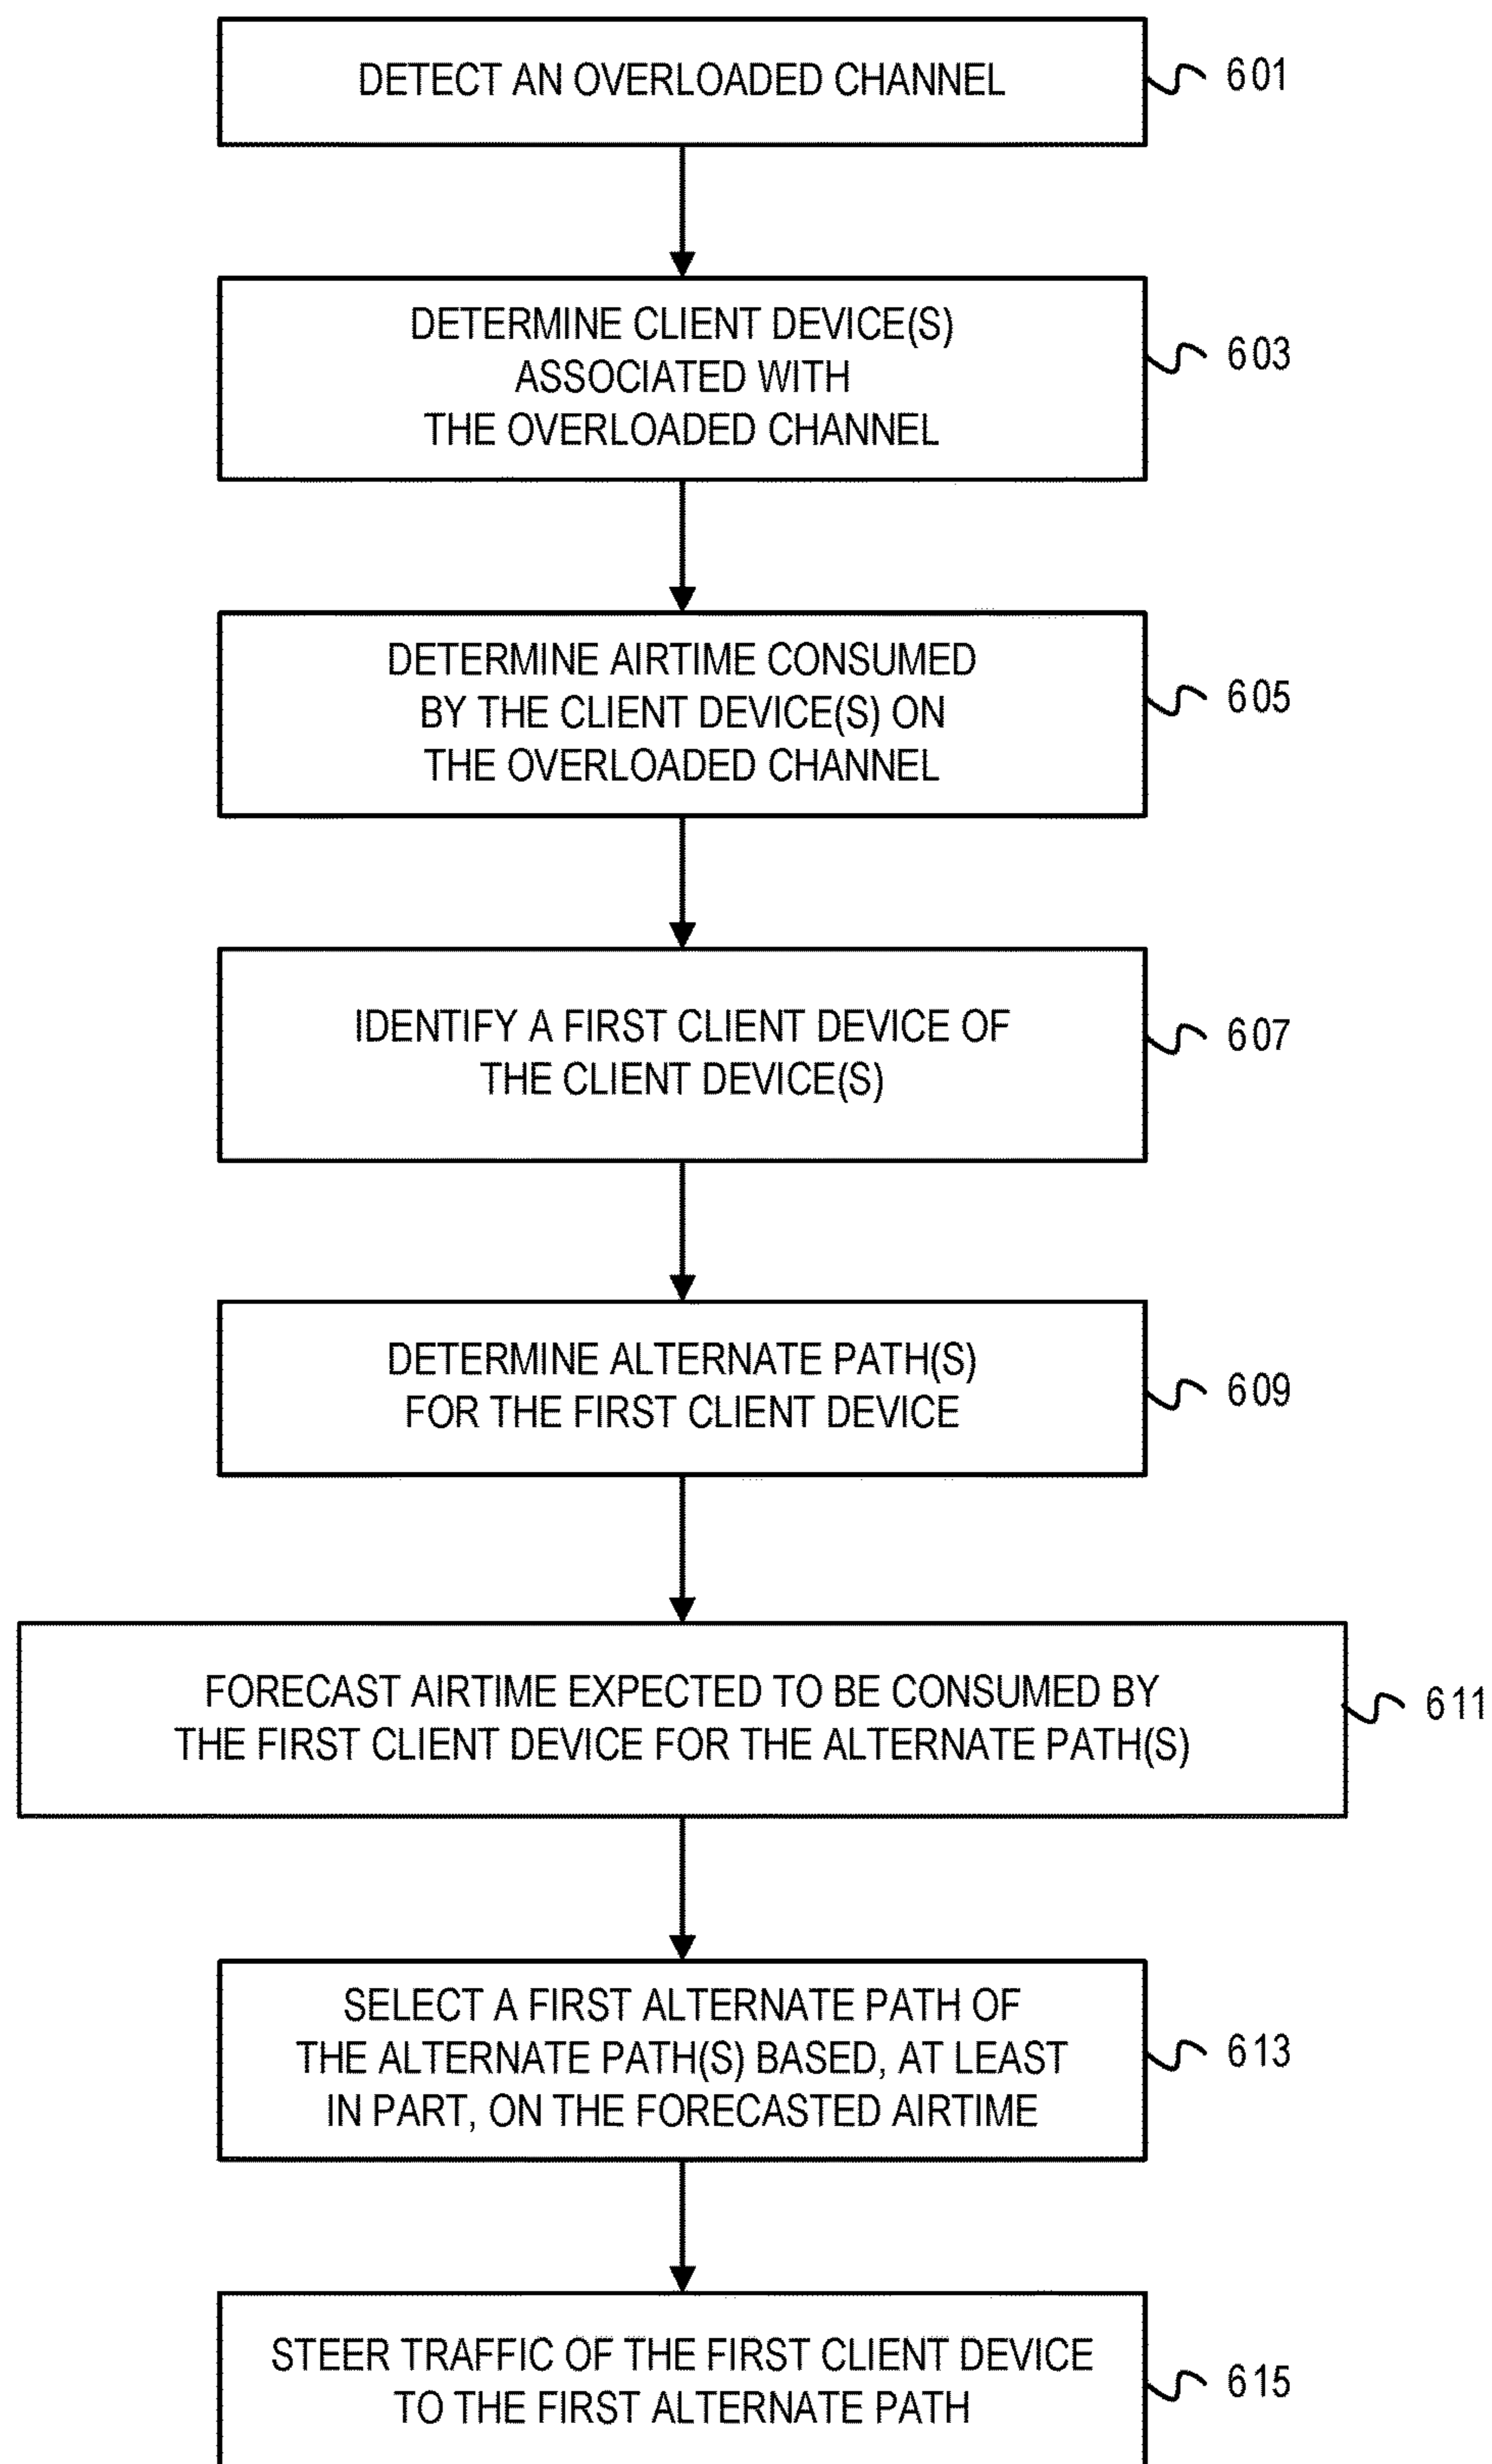 DETECT AN OVERLOADED CHANNEL
601
DETERMINE CLIENT DEVICE(S)
ASSOCIATED WITH
THE OVERLOADED CHANNEL
603
DETERMINE AIRTIME CONSUMED
BY THE CLIENT DEVICE(S) ON
THE OVERLOADED CHANNEL
605
IDENTIFY A FIRST CLIENT DEVICE OF
THE CLIENT DEVICE(S)
607
DETERMINE ALTERNATE PATH(S)
FOR THE FIRST CLIENT DEVICE
609
FORECAST AIRTIME EXPECTED TO BE CONSUMED BY
THE FIRST CLIENT DEVICE FOR THE ALTERNATE PATH(S)
611
SELECT A FIRST ALTERNATE PATH OF
THE ALTERNATE PATH(S) BASED, AT LEAST
IN PART, ON THE FORECASTED AIRTIME
613
STEER TRAFFIC OF THE FIRST CLIENT DEVICE
TO THE FIRST ALTERNATE PATH
615